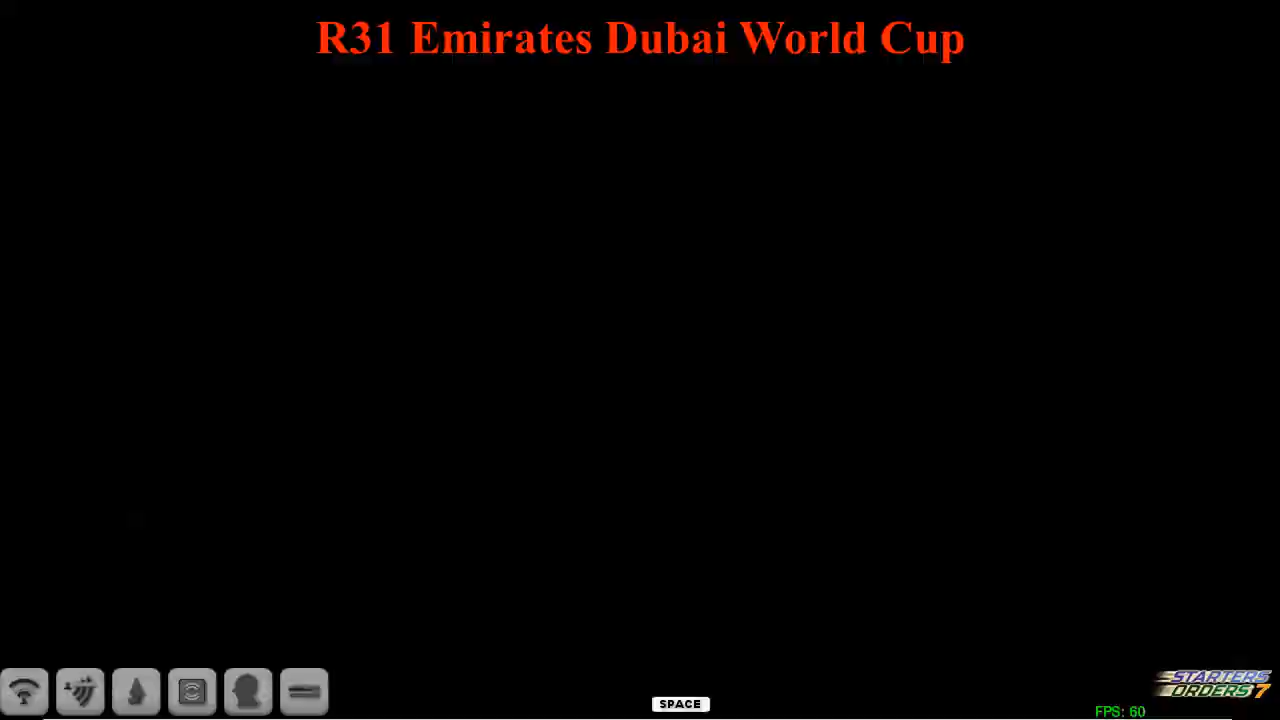 R31 Emirates Dubai World Cup
SPACE
STARTERS
ORDERS 7
FPS: 60